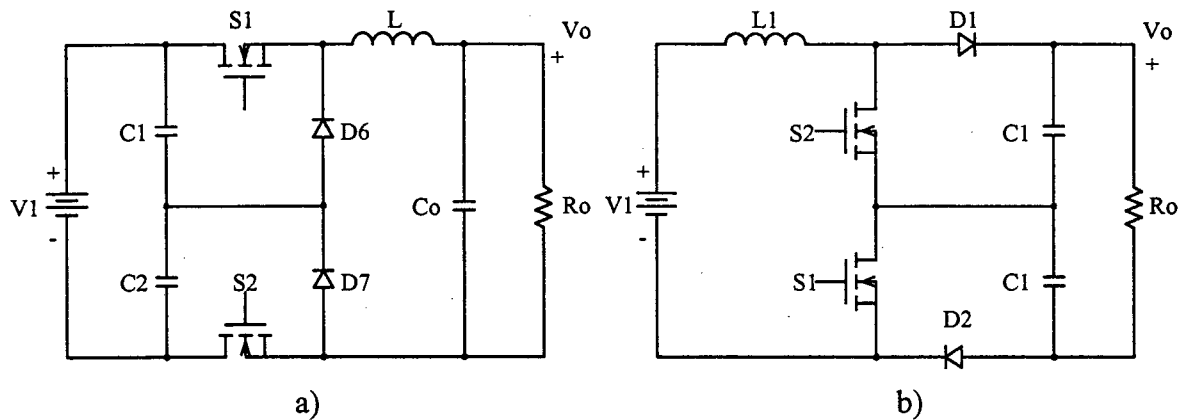 S1
L
Vo
+
C1
D6
+
V1
-
Co
Ro
C2
S2
D7
a)
L1
D1
Vo
+
S2
C1
+
V1
-
Ro
S1
C1
D2
b)